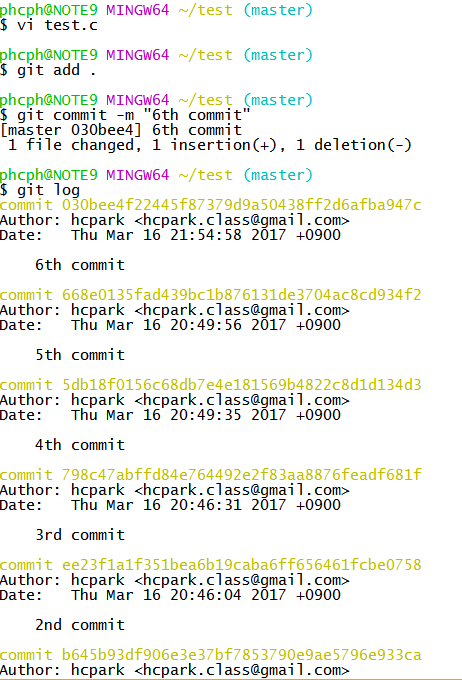 phcph@NOTE9 MINGW64 ~/test (master)
$ vi test.c
phcph@NOTE9 MINGW64 ~/test (master)
$ git add .
phcph@NOTE9 MINGW64 ~/test (master)
$ git commit -m "6th commit"
[master 030bee4] 6th commit
 1 file changed, 1 insertion(+), 1 deletion(-)
phcph@NOTE9 MINGW64 ~/test (master)
$ git log
commit 030bee4f22445f87379d9a50438ff2d6afba947c
Author: hcpark <hcpark.class@gmail.com>
Date:   Thu Mar 16 21:54:58 2017 +0900
    6th commit
commit 668e0135fad439bc1b876131de3704ac8cd934f2
Author: hcpark <hcpark.class@gmail.com>
Date:   Thu Mar 16 20:49:56 2017 +0900
    5th commit
commit 5db18f0156c68db7e4e181569b4822c8d1d134d3
Author: hcpark <hcpark.class@gmail.com>
Date:   Thu Mar 16 20:49:35 2017 +0900
    4th commit
commit 798c47abffd84e764492e2f83aa8876feadf681f
Author: hcpark <hcpark.class@gmail.com>
Date:   Thu Mar 16 20:46:31 2017 +0900
    3rd commit
commit ee23f1a1f351bea6b19caba6ff656461fcbe0758
Author: hcpark <hcpark.class@gmail.com>
Date:   Thu Mar 16 20:46:04 2017 +0900
    2nd commit
commit b645b93df906e3e37bf7853790e9ae5796e933ca
Author: hcpark <hcpark.class@gmail.com>